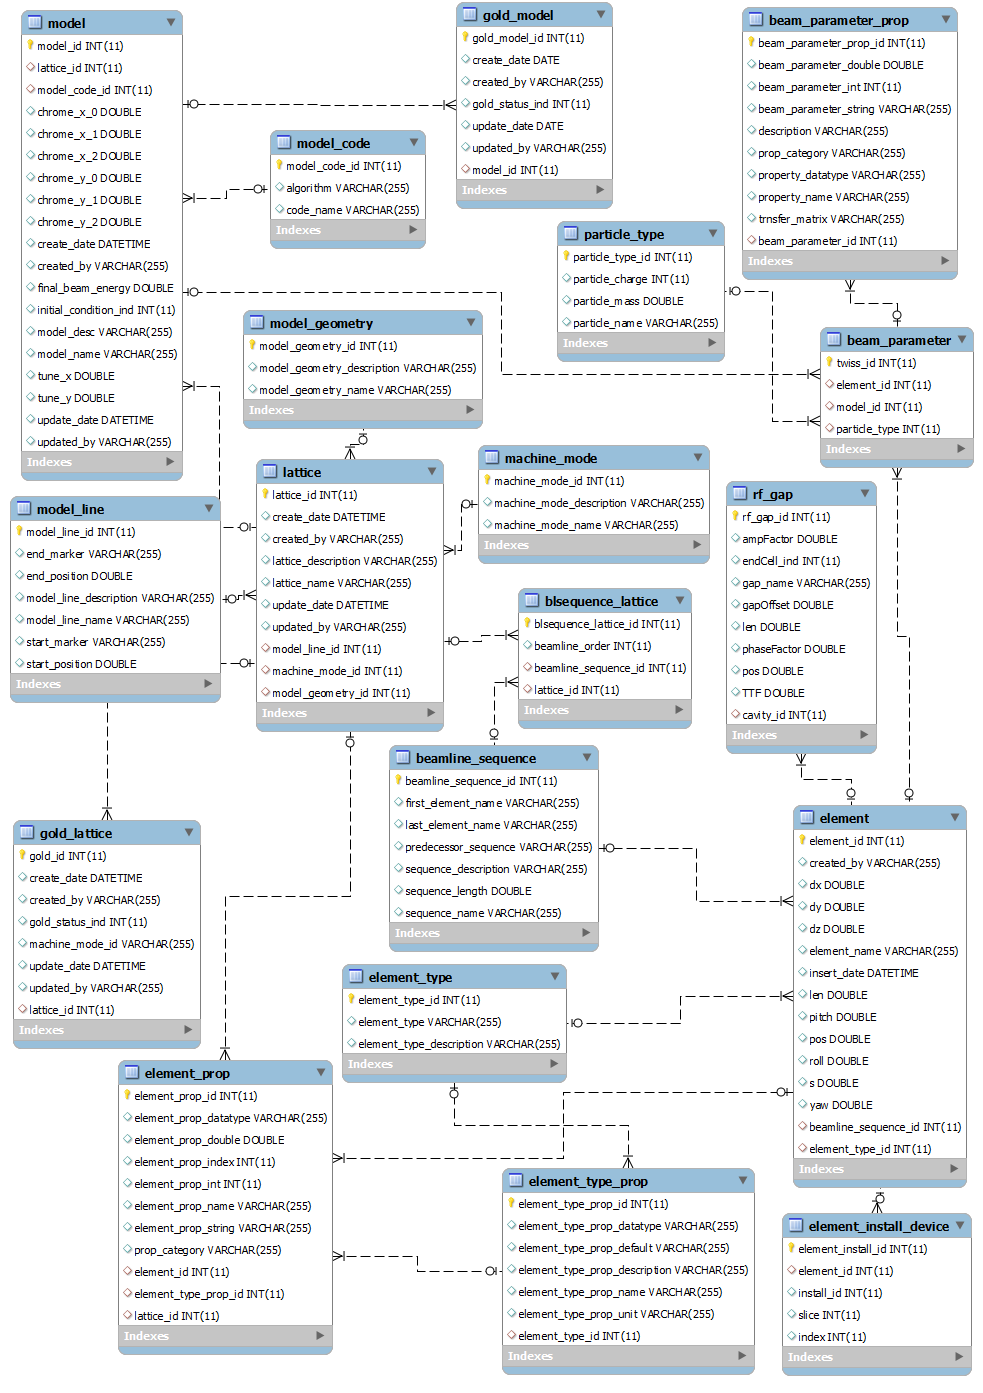 model
model_id INT(11)
lattice_id INT(11)
model_code_id INT(11)
chrome_x_0 DOUBLE
chrome_x_1 DOUBLE
chrome_x_2 DOUBLE
chrome_y_0 DOUBLE
chrome_y_1 DOUBLE
chrome_y_2 DOUBLE
create_date DATETIME
created_by VARCHAR(255)
final_beam_energy DOUBLE
initial_condition_ind INT(11)
model_desc VARCHAR(255)
model_name VARCHAR(255)
tune_x DOUBLE
tune_y DOUBLE
update_date DATETIME
updated_by VARCHAR(255)
Indexes
gold_model
gold_model_id INT(11)
create_date DATE
created_by VARCHAR(255)
gold_status_ind INT(11)
update_date DATE
updated_by VARCHAR(255)
model_id INT(11)
Indexes
beam_parameter_prop
beam_parameter_prop_id INT(11)
beam_parameter_double DOUBLE
beam_parameter_int INT(11)
beam_parameter_string VARCHAR(255)
description VARCHAR(255)
prop_category VARCHAR(255)
property_datatype VARCHAR(255)
property_name VARCHAR(255)
trnsfer_matrix VARCHAR(255)
beam_parameter_id INT(11)
Indexes
model_code
model_code_id INT(11)
algorithm VARCHAR(255)
code_name VARCHAR(255)
Indexes
particle_type
particle_type_id INT(11)
particle_charge INT(11)
particle_mass DOUBLE
particle_name VARCHAR(255)
Indexes
model_geometry
model_geometry_id INT(11)
model_geometry_description VARCHAR(255)
model_geometry_name VARCHAR(255)
Indexes
beam_parameter
twiss_id INT(11)
element_id INT(11)
model_id INT(11)
particle_type INT(11)
Indexes
lattice
lattice_id INT(11)
create_date DATETIME
created_by VARCHAR(255)
lattice_description VARCHAR(255)
lattice_name VARCHAR(255)
update_date DATETIME
updated_by VARCHAR(255)
model_line_id INT(11)
machine_mode_id INT(11)
model_geometry_id INT(11)
Indexes
machine_mode
machine_mode_id INT(11)
machine_mode_description VARCHAR(255)
machine_mode_name VARCHAR(255)
Indexes
rf_gap
rf_gap_id INT(11)
ampFactor DOUBLE
endCell_ind INT(11)
gap_name VARCHAR(255)
gapOffset DOUBLE
len DOUBLE
phaseFactor DOUBLE
pos DOUBLE
TTF DOUBLE
cavity_id INT(11)
Indexes
model_line
model_line_id INT(11)
end_marker VARCHAR(255)
end_position DOUBLE
model_line_description VARCHAR(255)
model_line_name VARCHAR(255)
start_marker VARCHAR(255)
start_position DOUBLE
Indexes
blsequence_lattice
blsequence_lattice_id INT(11)
beamline_order INT(11)
beamline_sequence_id INT(11)
lattice_id INT(11)
Indexes
beamline_sequence
beamline_sequence_id INT(11)
first_element_name VARCHAR(255)
last_element_name VARCHAR(255)
predecessor_sequence VARCHAR(255)
sequence_description VARCHAR(255)
sequence_length DOUBLE
sequence_name VARCHAR(255)
Indexes
element
element_id INT(11)
created_by VARCHAR(255)
dx DOUBLE
dy DOUBLE
dz DOUBLE
element_name VARCHAR(255)
insert_date DATETIME
len DOUBLE
pitch DOUBLE
pos DOUBLE
roll DOUBLE
s DOUBLE
yaw DOUBLE
beamline_sequence_id INT(11)
element_type_id INT(11)
Indexes
gold_lattice
gold_id INT(11)
create_date DATETIME
created_by VARCHAR(255)
gold_status_ind INT(11)
machine_mode_id VARCHAR(255)
update_date DATETIME
updated_by VARCHAR(255)
lattice_id INT(11)
Indexes
element_type
element_type_id INT(11)
element_type VARCHAR(255)
element_type_description VARCHAR(255)
Indexes
element_prop
element_prop_id INT(11)
element_prop_datatype VARCHAR(255)
element_prop_double DOUBLE
element_prop_index INT(11)
element_prop_int INT(11)
element_prop_name VARCHAR(255)
element_prop_string VARCHAR(255)
prop_category VARCHAR(255)
element_id INT(11)
element_type_prop_id INT(11)
lattice_id INT(11)
Indexes
element_type_prop
element_type_prop_id INT(11)
element_type_prop_datatype VARCHAR(255)
element_type_prop_default VARCHAR(255)
element_type_prop_description VARCHAR(255)
element_type_prop_name VARCHAR(255)
element_type_prop_unit VARCHAR(255)
element_type_id INT(11)
Indexes
element_install_device
element_install_id INT(11)
element_id INT(11)
install_id INT(11)
slice INT(11)
index INT(11)
Indexes